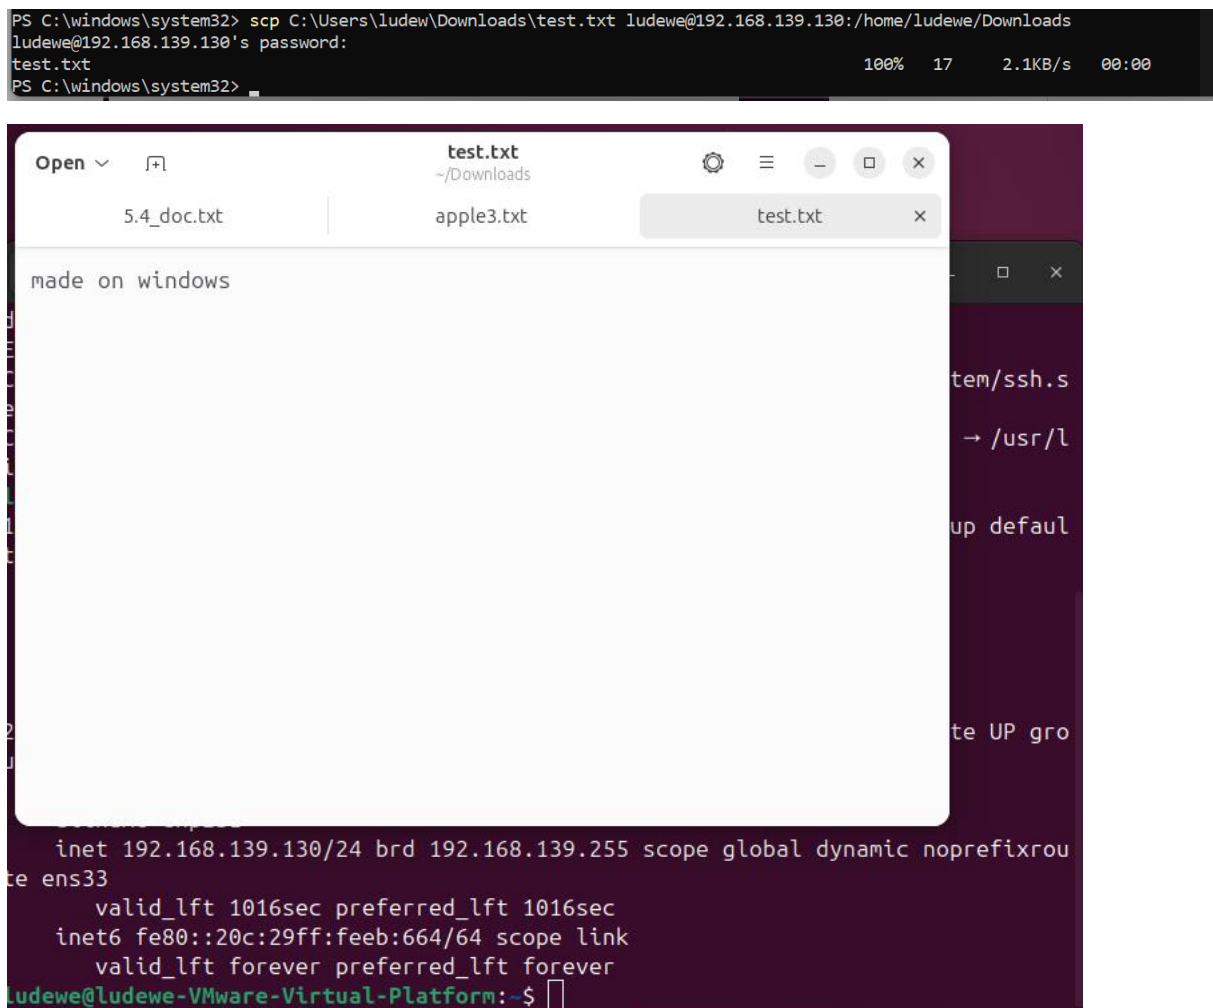 PS C:\windows\system32> scp C:\Users\ludew\Downloads\test.txt ludewe@192.168.139.130:/home/ludewe/Downloads
ludewe@192.168.139.130's password:
test.txt 100% 17 2.1KB/s 00:00
PS C:\windows\system32>
Open test.txt
~/Downloads
5.4_doc.txt apple3.txt test.txt
made on windows
tem/ssh.s
→ /usr/l
up defaul
te UP gro
inet 192.168.139.130/24 brd 192.168.139.255 scope global dynamic noprefixrou
te ens33
valid_lft 1016sec preferred_lft 1016sec
inet6 fe80::20c:29ff:feeb:664/64 scope link
valid_lft forever preferred_lft forever
ludewe@ludewe-VMware-Virtual-Platform:~$